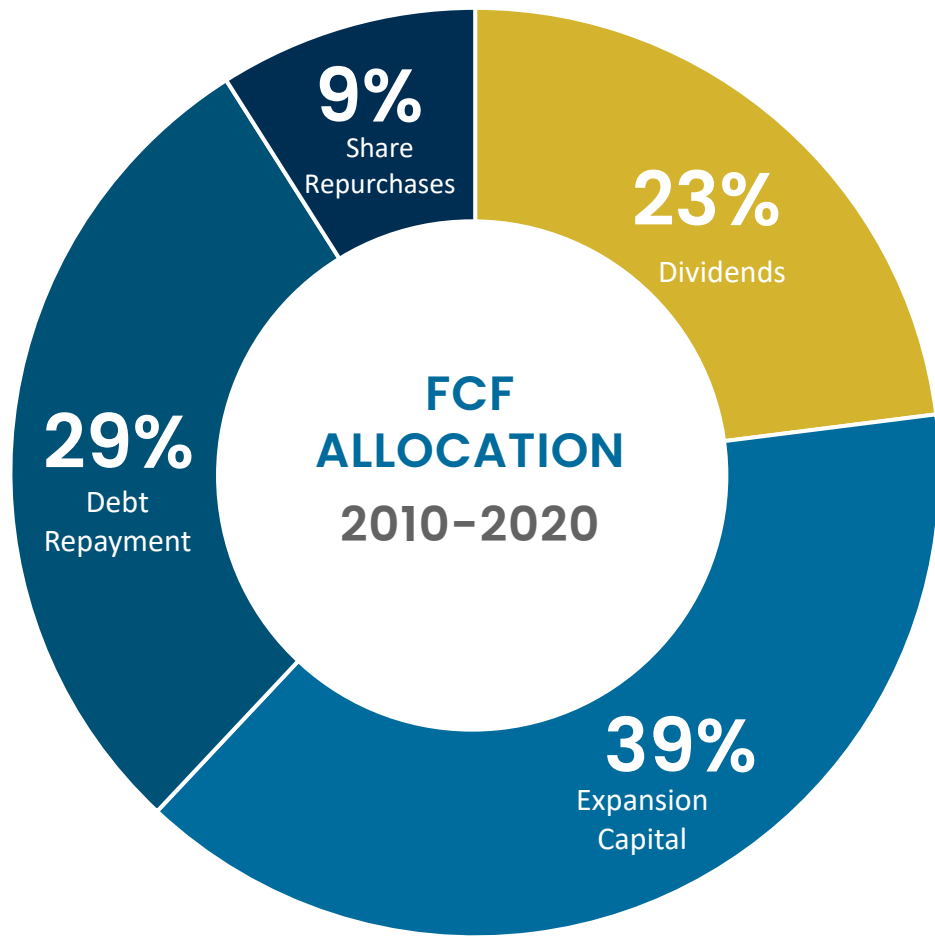 9%
Share
Repurchases
23%
Dividends
29%
Debt
Repayment
FCF
ALLOCATION
2010-2020
39%
Expansion
Capital